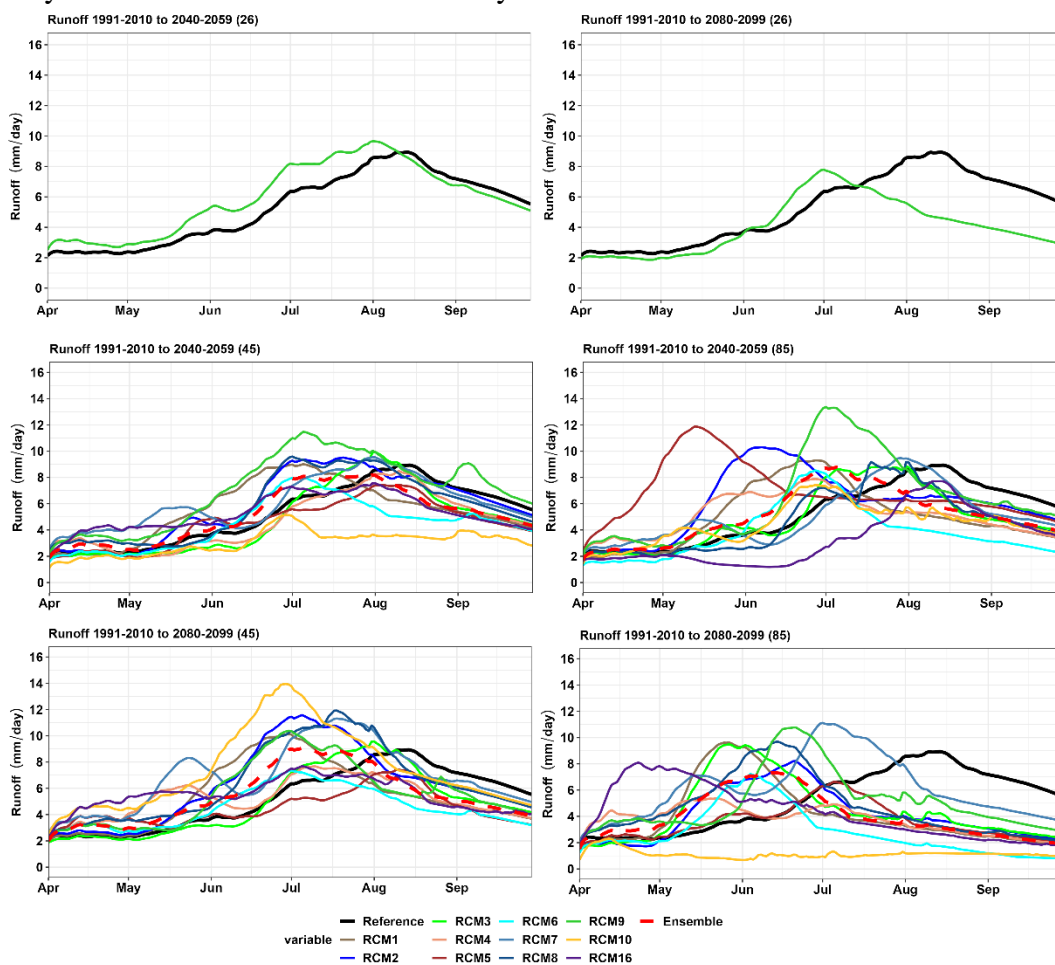 Runoff 1991-2010 to 2040-2059 (26)
Runoff (mm/day)
16
14
12
10
8
6
4
2
0
Apr May Jun Jul Aug Sep
Runoff 1991-2010 to 2080-2099 (26)
Runoff (mm/day)
16
14
12
10
8
6
4
2
0
Apr May Jun Jul Aug Sep
Runoff 1991-2010 to 2040-2059 (45)
Runoff (mm/day)
16
14
12
10
8
6
4
2
0
Apr May Jun Jul Aug Sep
Runoff 1991-2010 to 2040-2059 (85)
Runoff (mm/day)
16
14
12
10
8
6
4
2
0
Apr May Jun Jul Aug Sep
Runoff 1991-2010 to 2080-2099 (45)
Runoff (mm/day)
16
14
12
10
8
6
4
2
0
Apr May Jun Jul Aug Sep
Runoff 1991-2010 to 2080-2099 (85)
Runoff (mm/day)
16
14
12
10
8
6
4
2
0
Apr May Jun Jul Aug Sep
Reference RCM3 RCM6 RCM9 Ensemble
variable RCM1 RCM4 RCM7 RCM10
RCM2 RCM5 RCM8 RCM16